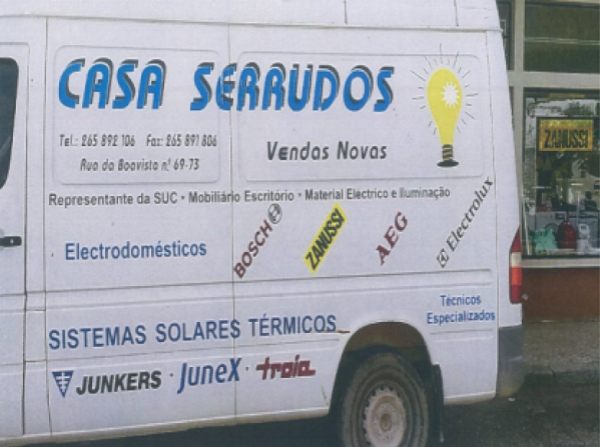 CASA SERRUDOS
Tel.: 265 892 106 Fax: 265 891 806
Rua da Boavista n.º 69-73
Vendas Novas
ZANUSSI
Representante da SUC • Mobiliário Escritório • Material Electrico e Iluminação
Electrodomésticos
BOSCH
ZANUSSI
AEG
Electrolux
SISTEMAS SOLARES TÉRMICOS
Técnicos
Especializados
JUNKERS • JuneX • troia